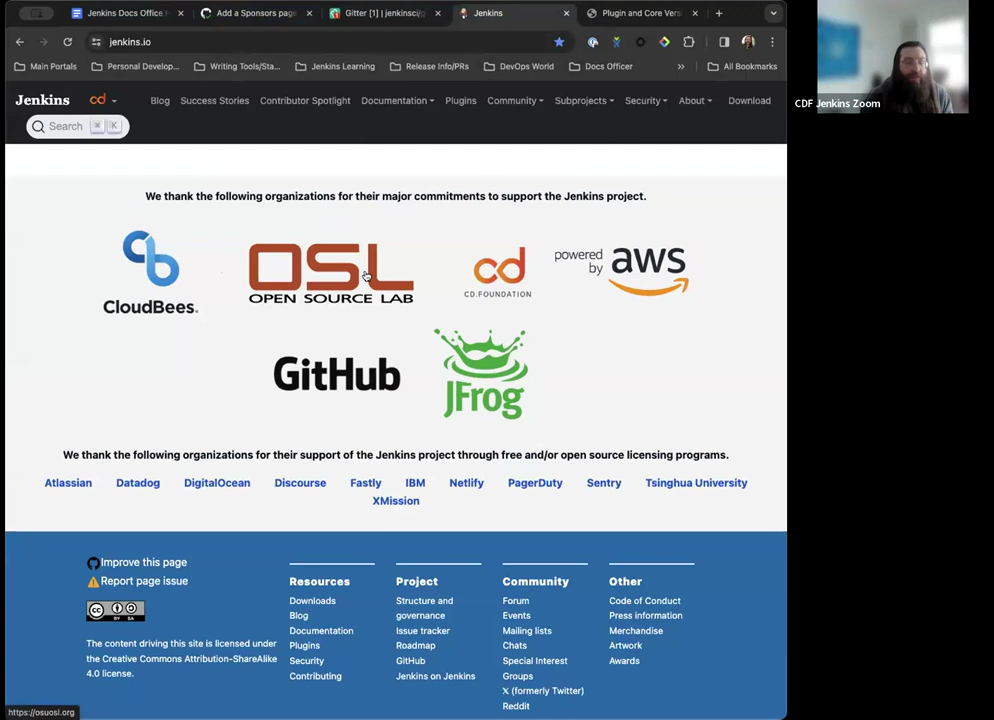 Jenkins Docs Office H
Add a Sponsors page
Gitter [1] | jenkinsci/g
Jenkins
Plugin and Core Vers
jenkins.io
Main Portals
Personal Develop...
Writing Tools/Sta...
Jenkins Learning
Release Info/PRs
DevOps World
Docs Officer
»
All Bookmarks
Jenkins
cd
Blog
Success Stories
Contributor Spotlight
Documentation
Plugins
Community
Subprojects
Security
About
Download
Search ⌘ K
CDF Jenkins Zoom
We thank the following organizations for their major commitments to support the Jenkins project.
CloudBees.
OSL
OPEN SOURCE LAB
cd
CD.FOUNDATION
powered by aws
GitHub
JFrog
We thank the following organizations for their support of the Jenkins project through free and/or open source licensing programs.
Atlassian Datadog DigitalOcean Discourse Fastly IBM Netlify PagerDuty Sentry Tsinghua University
XMission
Improve this page
Report page issue
CC BY SA
The content driving this site is licensed under
the Creative Commons Attribution-ShareAlike
4.0 license.
Resources
Downloads
Blog
Documentation
Plugins
Security
Contributing
Project
Structure and
governance
Issue tracker
Roadmap
GitHub
Jenkins on Jenkins
Community
Forum
Events
Mailing lists
Chats
Special Interest
Groups
X (formerly Twitter)
Reddit
Other
Code of Conduct
Press information
Merchandise
Artwork
Awards
https://osuosl.org